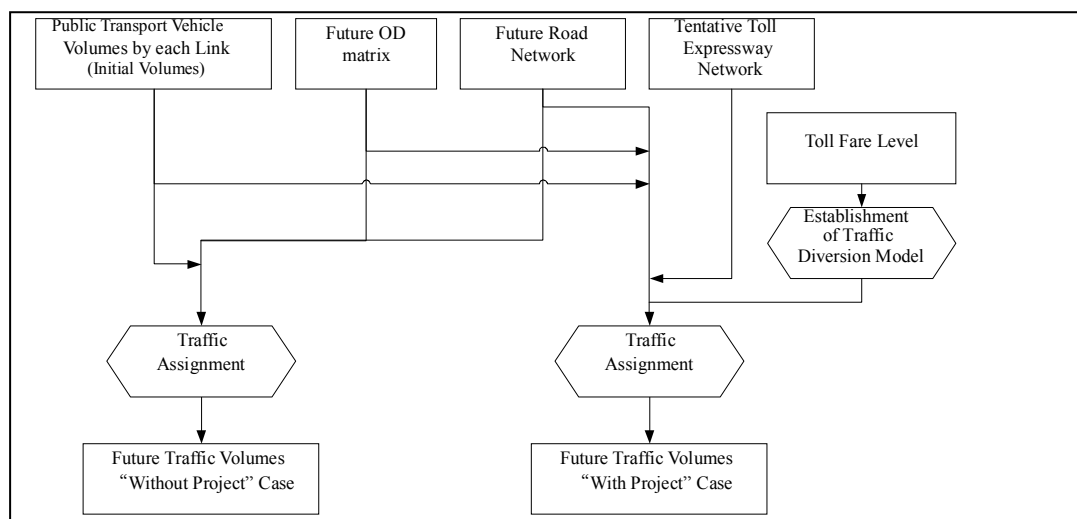 Public Transport Vehicle
Volumes by each Link
(Initial Volumes)
Future OD
matrix
Future Road
Network
Tentative Toll
Expressway
Network
Toll Fare Level
Establishment
of Traffic
Diversion Model
Traffic
Assignment
Traffic
Assignment
Future Traffic Volumes
“Without Project” Case
Future Traffic Volumes
“With Project” Case